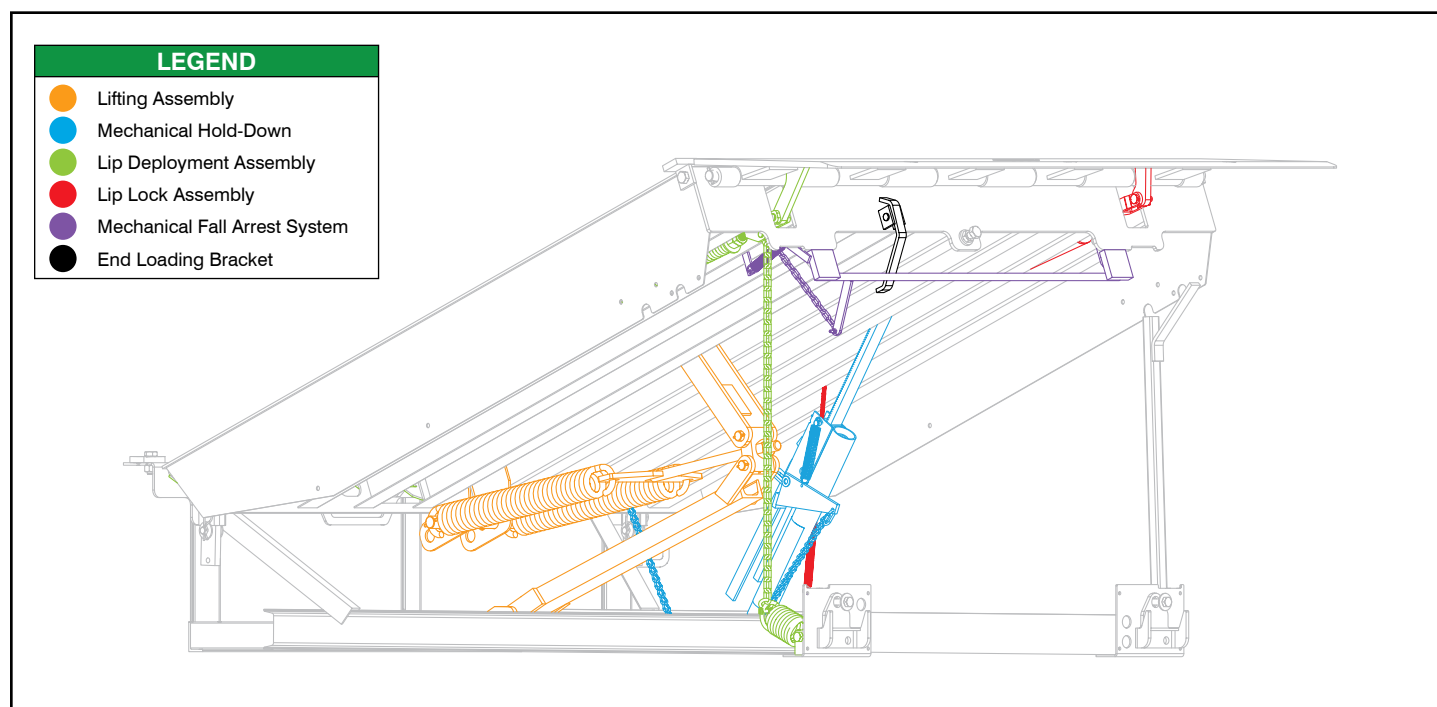 LEGEND
Lifting Assembly
Mechanical Hold-Down
Lip Deployment Assembly
Lip Lock Assembly
Mechanical Fall Arrest System
End Loading Bracket